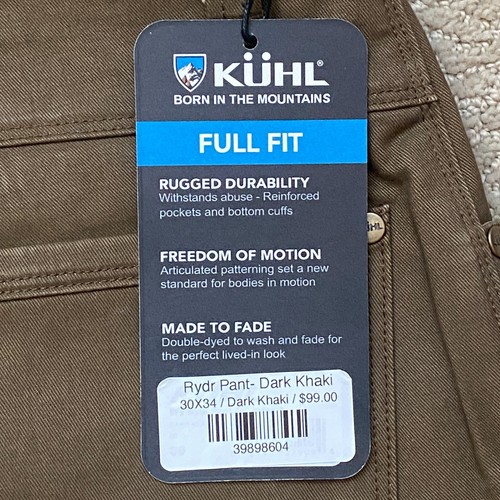 KÜHL®
BORN IN THE MOUNTAINS
FULL FIT
RUGGED DURABILITY
Withstands abuse - Reinforced
pockets and bottom cuffs
FREEDOM OF MOTION
Articulated patterning set a new
standard for bodies in motion
MADE TO FADE
Double-dyed to wash and fade for
the perfect lived-in look
Rydr Pant- Dark Khaki
30X34 / Dark Khaki / $99.00
39898604
KÜHL